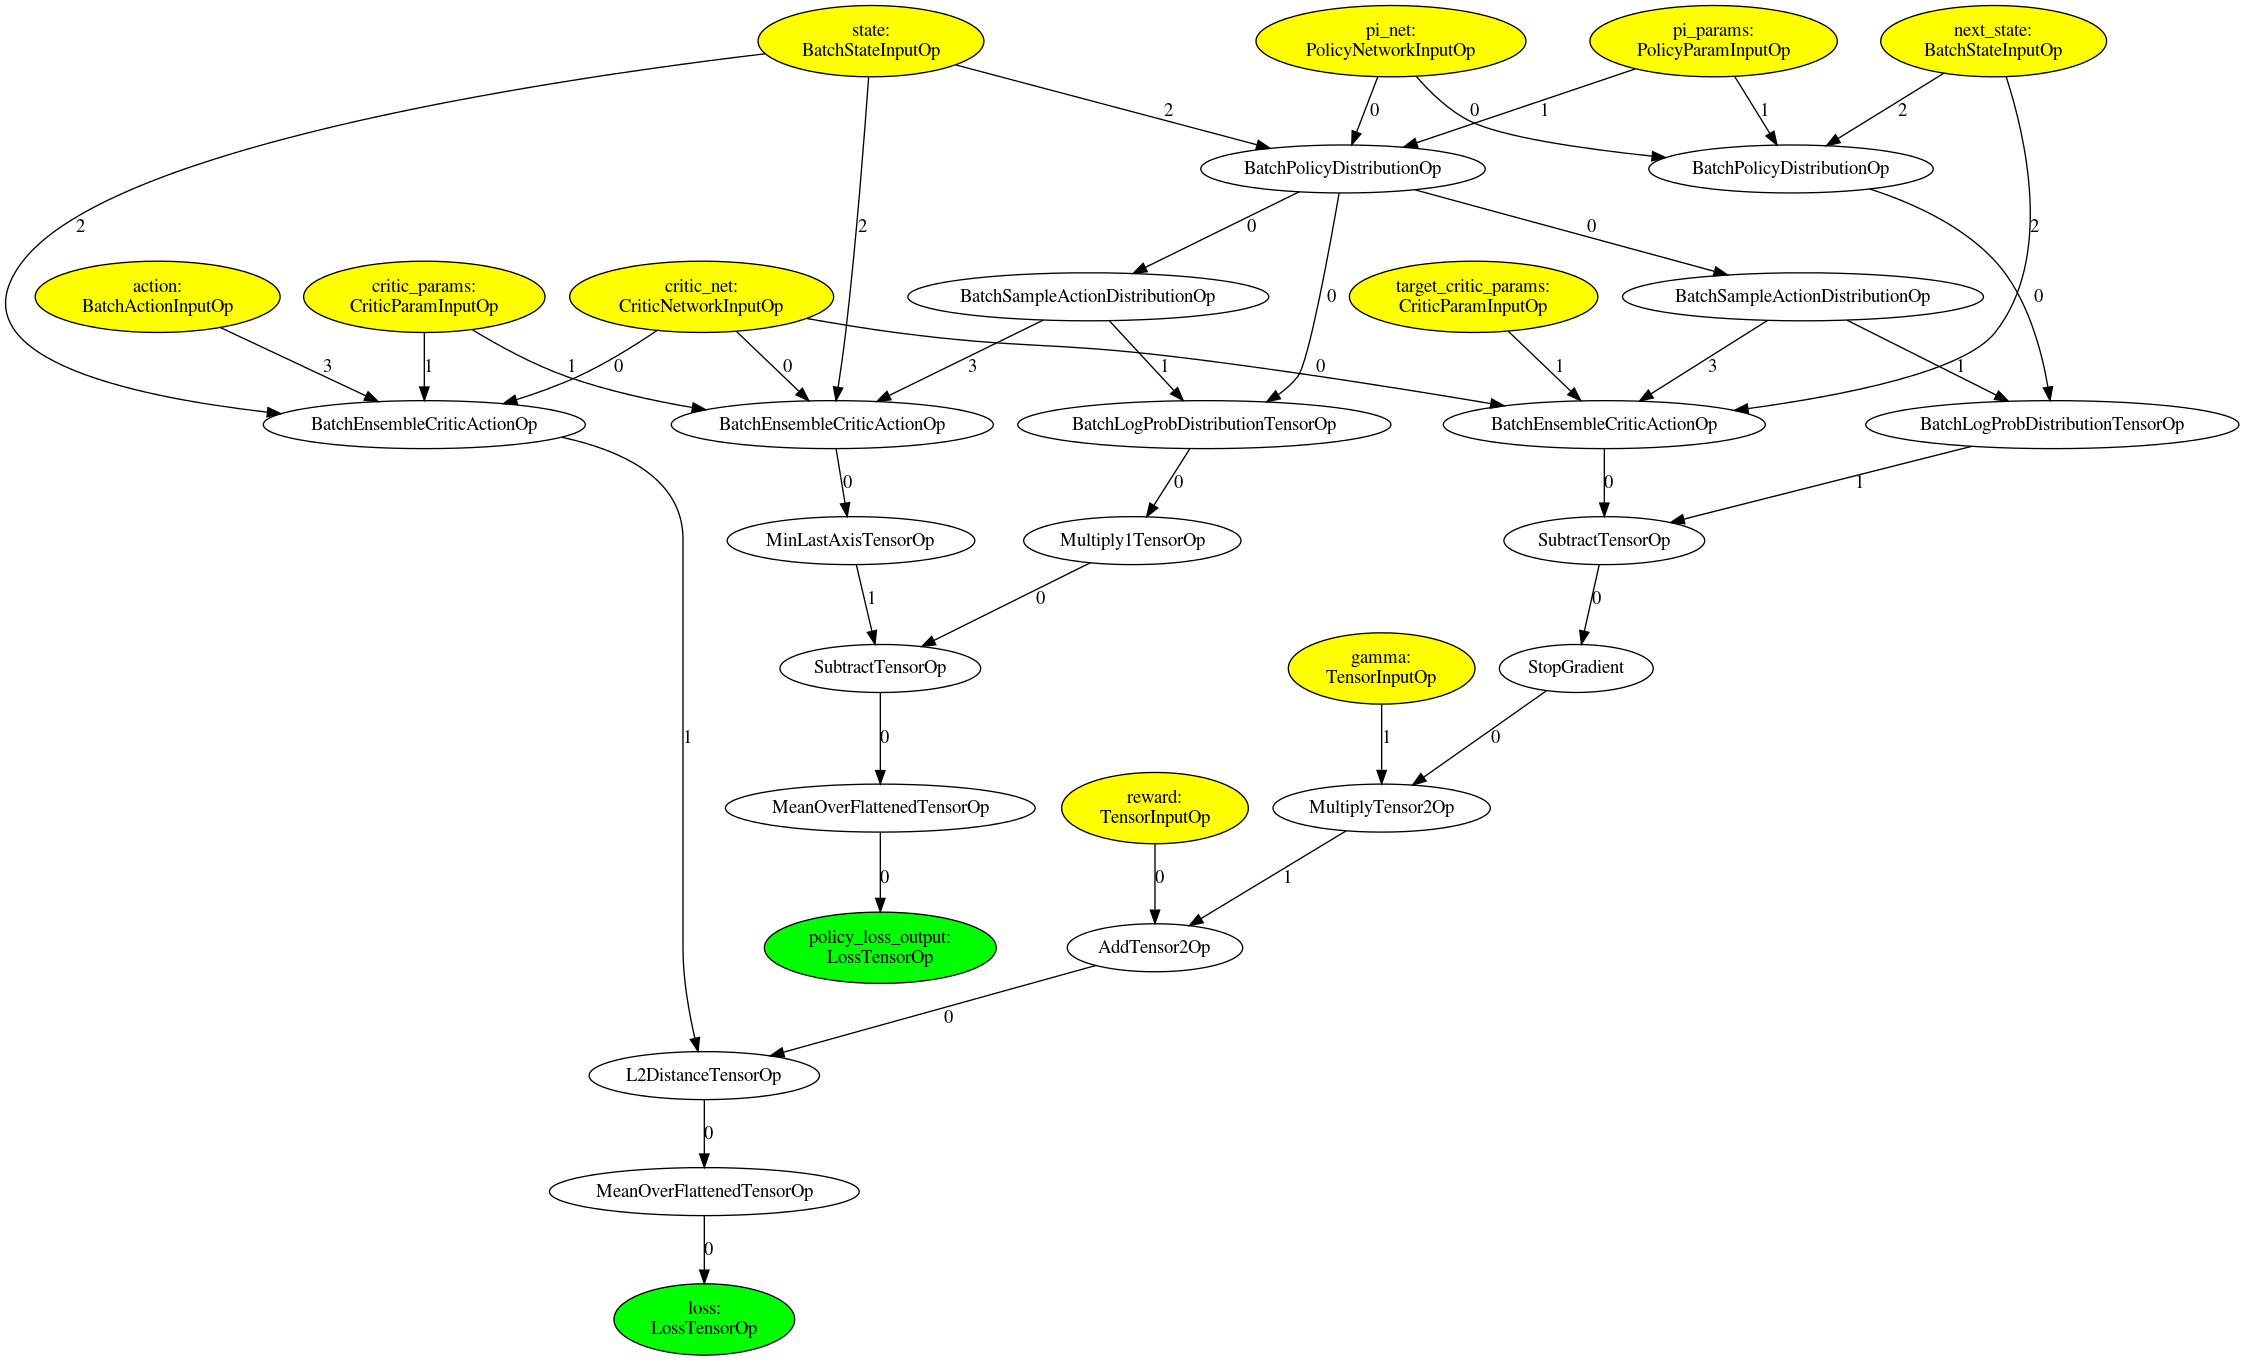 state:
BatchStateInputOp
pi_net:
PolicyNetworkInputOp
pi_params:
PolicyParamInputOp
next_state:
BatchStateInputOp
2
0
0
1
1
2
BatchPolicyDistributionOp
BatchPolicyDistributionOp
2
2
0
0
2
action:
BatchActionInputOp
critic_params:
CriticParamInputOp
critic_net:
CriticNetworkInputOp
BatchSampleActionDistributionOp
0
target_critic_params:
CriticParamInputOp
BatchSampleActionDistributionOp
0
3
1
1
0
0
3
1
0
1
3
1
BatchEnsembleCriticActionOp
BatchEnsembleCriticActionOp
BatchLogProbDistributionTensorOp
BatchEnsembleCriticActionOp
BatchLogProbDistributionTensorOp
0
0
0
1
MinLastAxisTensorOp
Multiply1TensorOp
SubtractTensorOp
1
0
0
SubtractTensorOp
gamma:
TensorInputOp
StopGradient
1
0
1
0
MeanOverFlattenedTensorOp
reward:
TensorInputOp
MultiplyTensor2Op
0
0
1
policy_loss_output:
LossTensorOp
AddTensor2Op
0
L2DistanceTensorOp
0
MeanOverFlattenedTensorOp
0
loss:
LossTensorOp